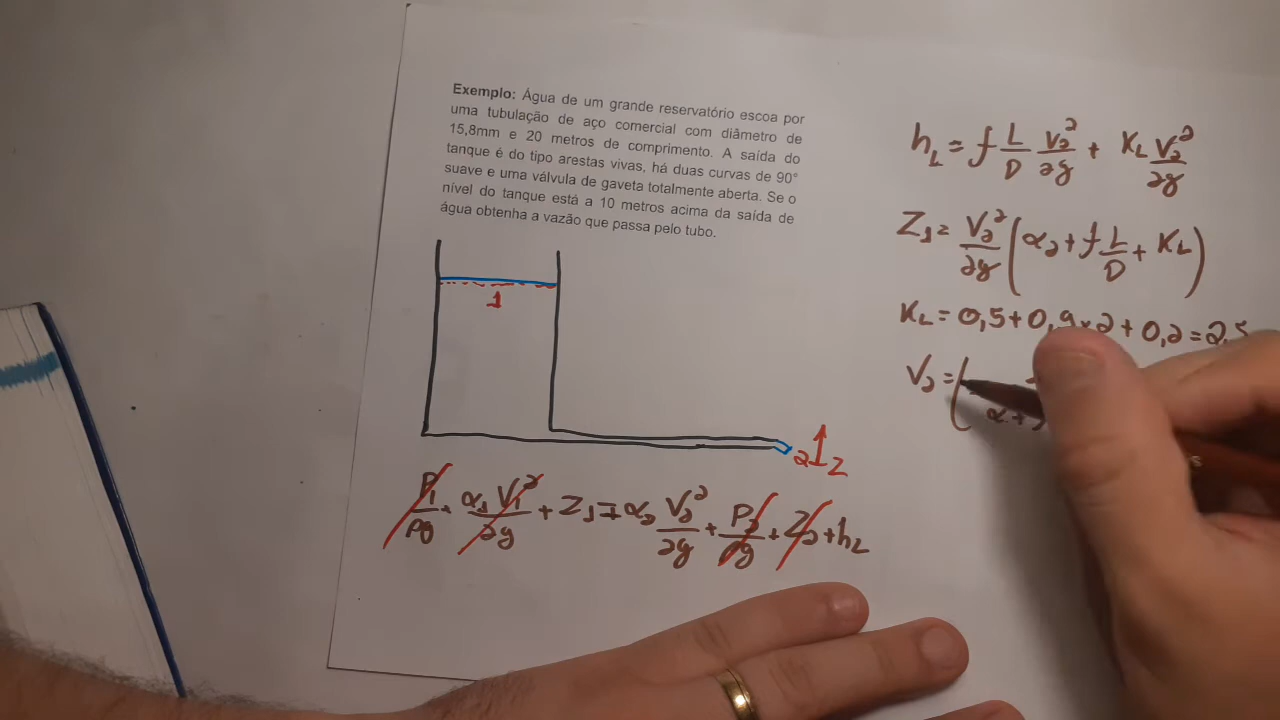 Exemplo: Água de um grande reservatório escoa por
uma tubulação de aço comercial com diâmetro de
15,8mm e 20 metros de comprimento. A saída do
tanque é do tipo arestas vivas, há duas curvas de 90°
suave e uma válvula de gaveta totalmente aberta. Se o
nível do tanque está a 10 metros acima da saída de
água obtenha a vazão que passa pelo tubo.
1
2 Z
P₁/ρg + α₁ V₁²/2g + Z₁ = α₂ V₂²/2g + P₂/ρg + Z₂ + hL
hL = f L/D V₂²/2g + KL V₂²/2g
Z₁ = V₂²/2g (α₂ + f L/D + KL)
KL = 0,5 + 0,9 x 2 + 0,2 = 2,5
V₂ = (
α +